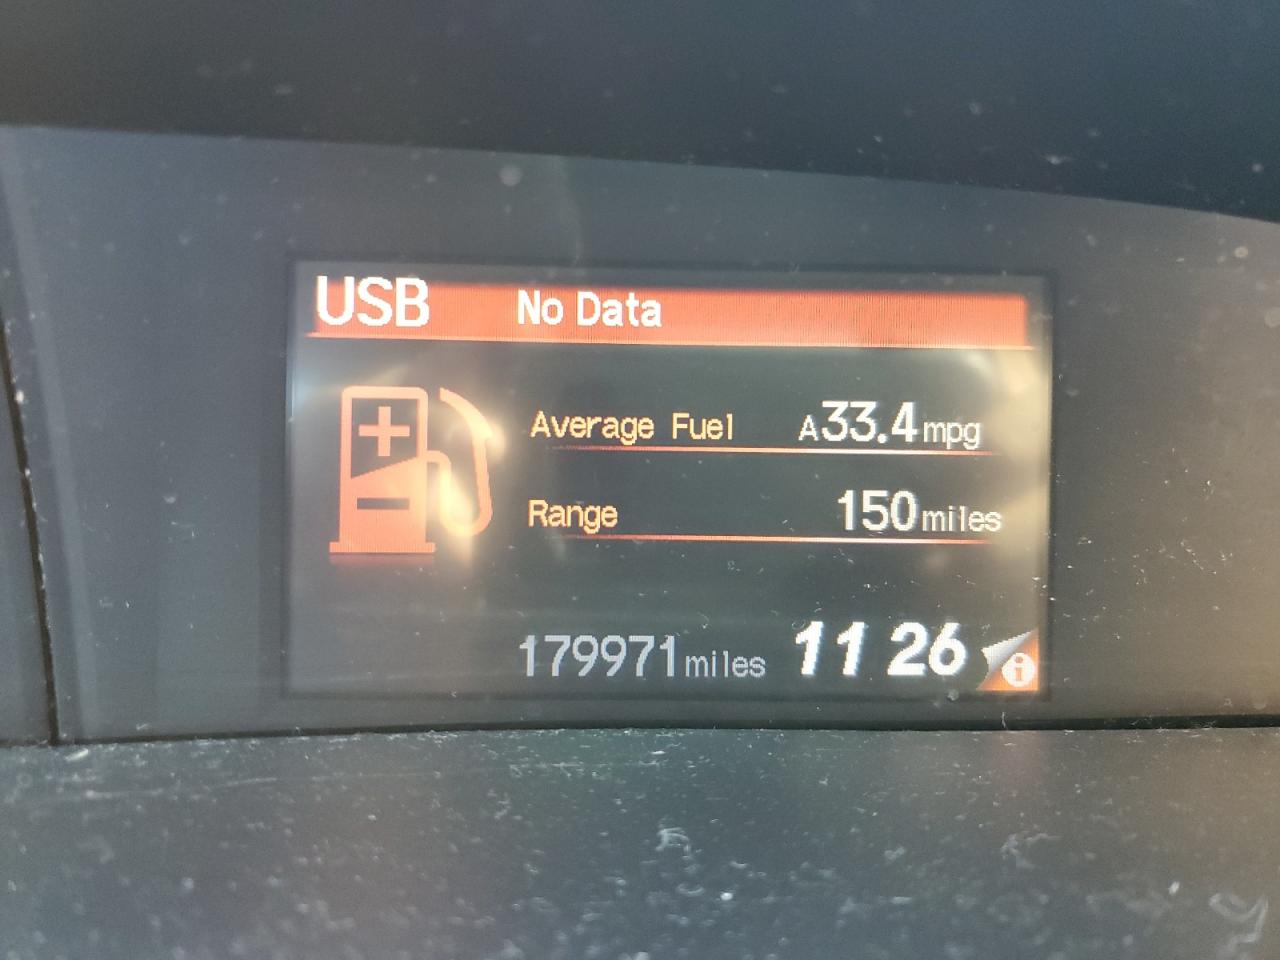 USB No Data
Average Fuel A33.4mpg
Range 150miles
179971miles 11 26 i